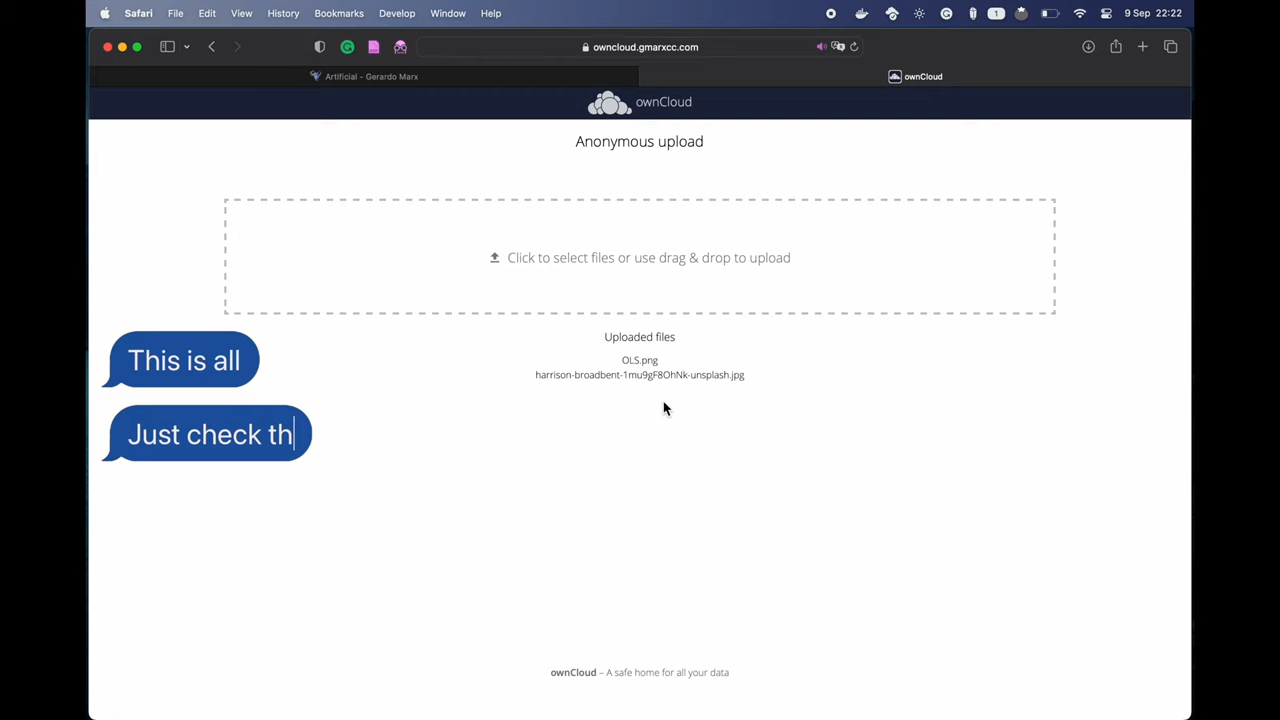 Safari File Edit View History Bookmarks Develop Window Help 1 9 Sep 22:22
owncloud.gmarxcc.com
Artificial - Gerardo Marx
ownCloud
ownCloud
Anonymous upload
Click to select files or use drag & drop to upload
Uploaded files
OLS.png
harrison-broadbent-1mu9gF8OhNk-unsplash.jpg
This is all
Just check th
ownCloud – A safe home for all your data